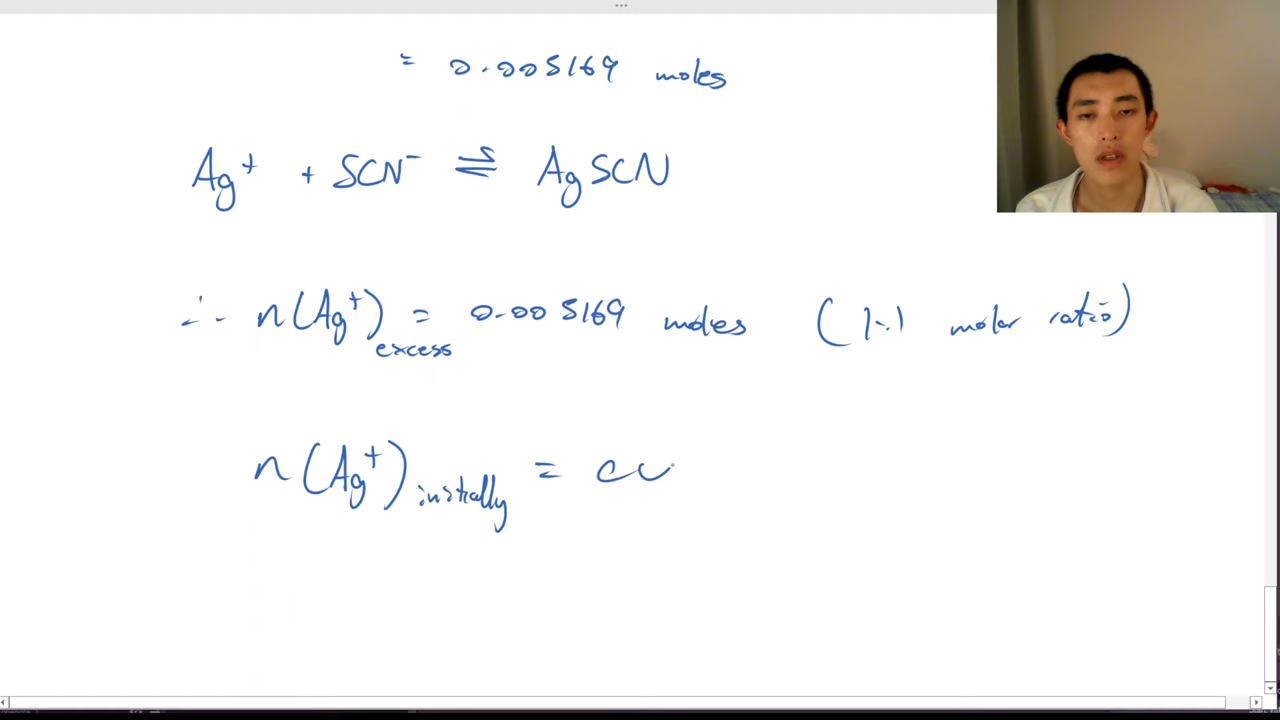 = 0.005169 moles
Ag⁺ + SCN⁻ ⇌ AgSCN
∴ n(Ag⁺)excess = 0.005169 moles (1:1 molar ratio)
n(Ag⁺)initially = cv